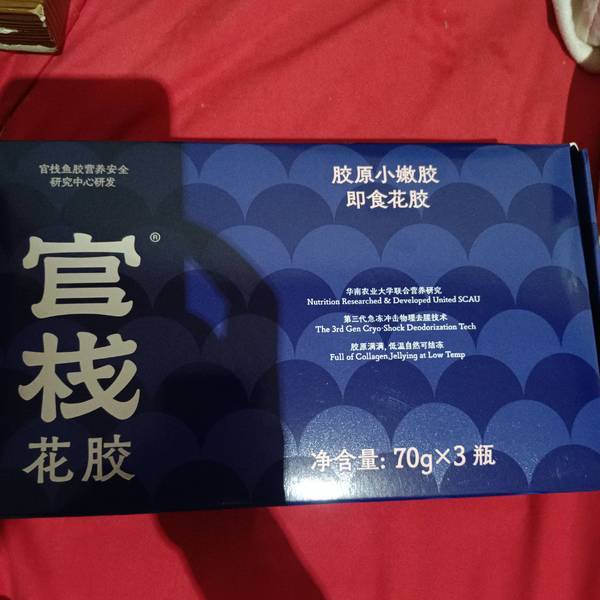 官栈鱼胶营养安全
研究中心研发
官栈®
花胶
胶原小嫩胶
即食花胶
华南农业大学联合营养研究
Nutrition Researched & Developed United SCAU
第三代急冻冲击物理去腥技术
The 3rd Gen Cryo-Shock Deodorization Tech
胶原满满,低温自然可结冻
Full of Collagen,Jellying at Low Temp
净含量: 70g×3 瓶